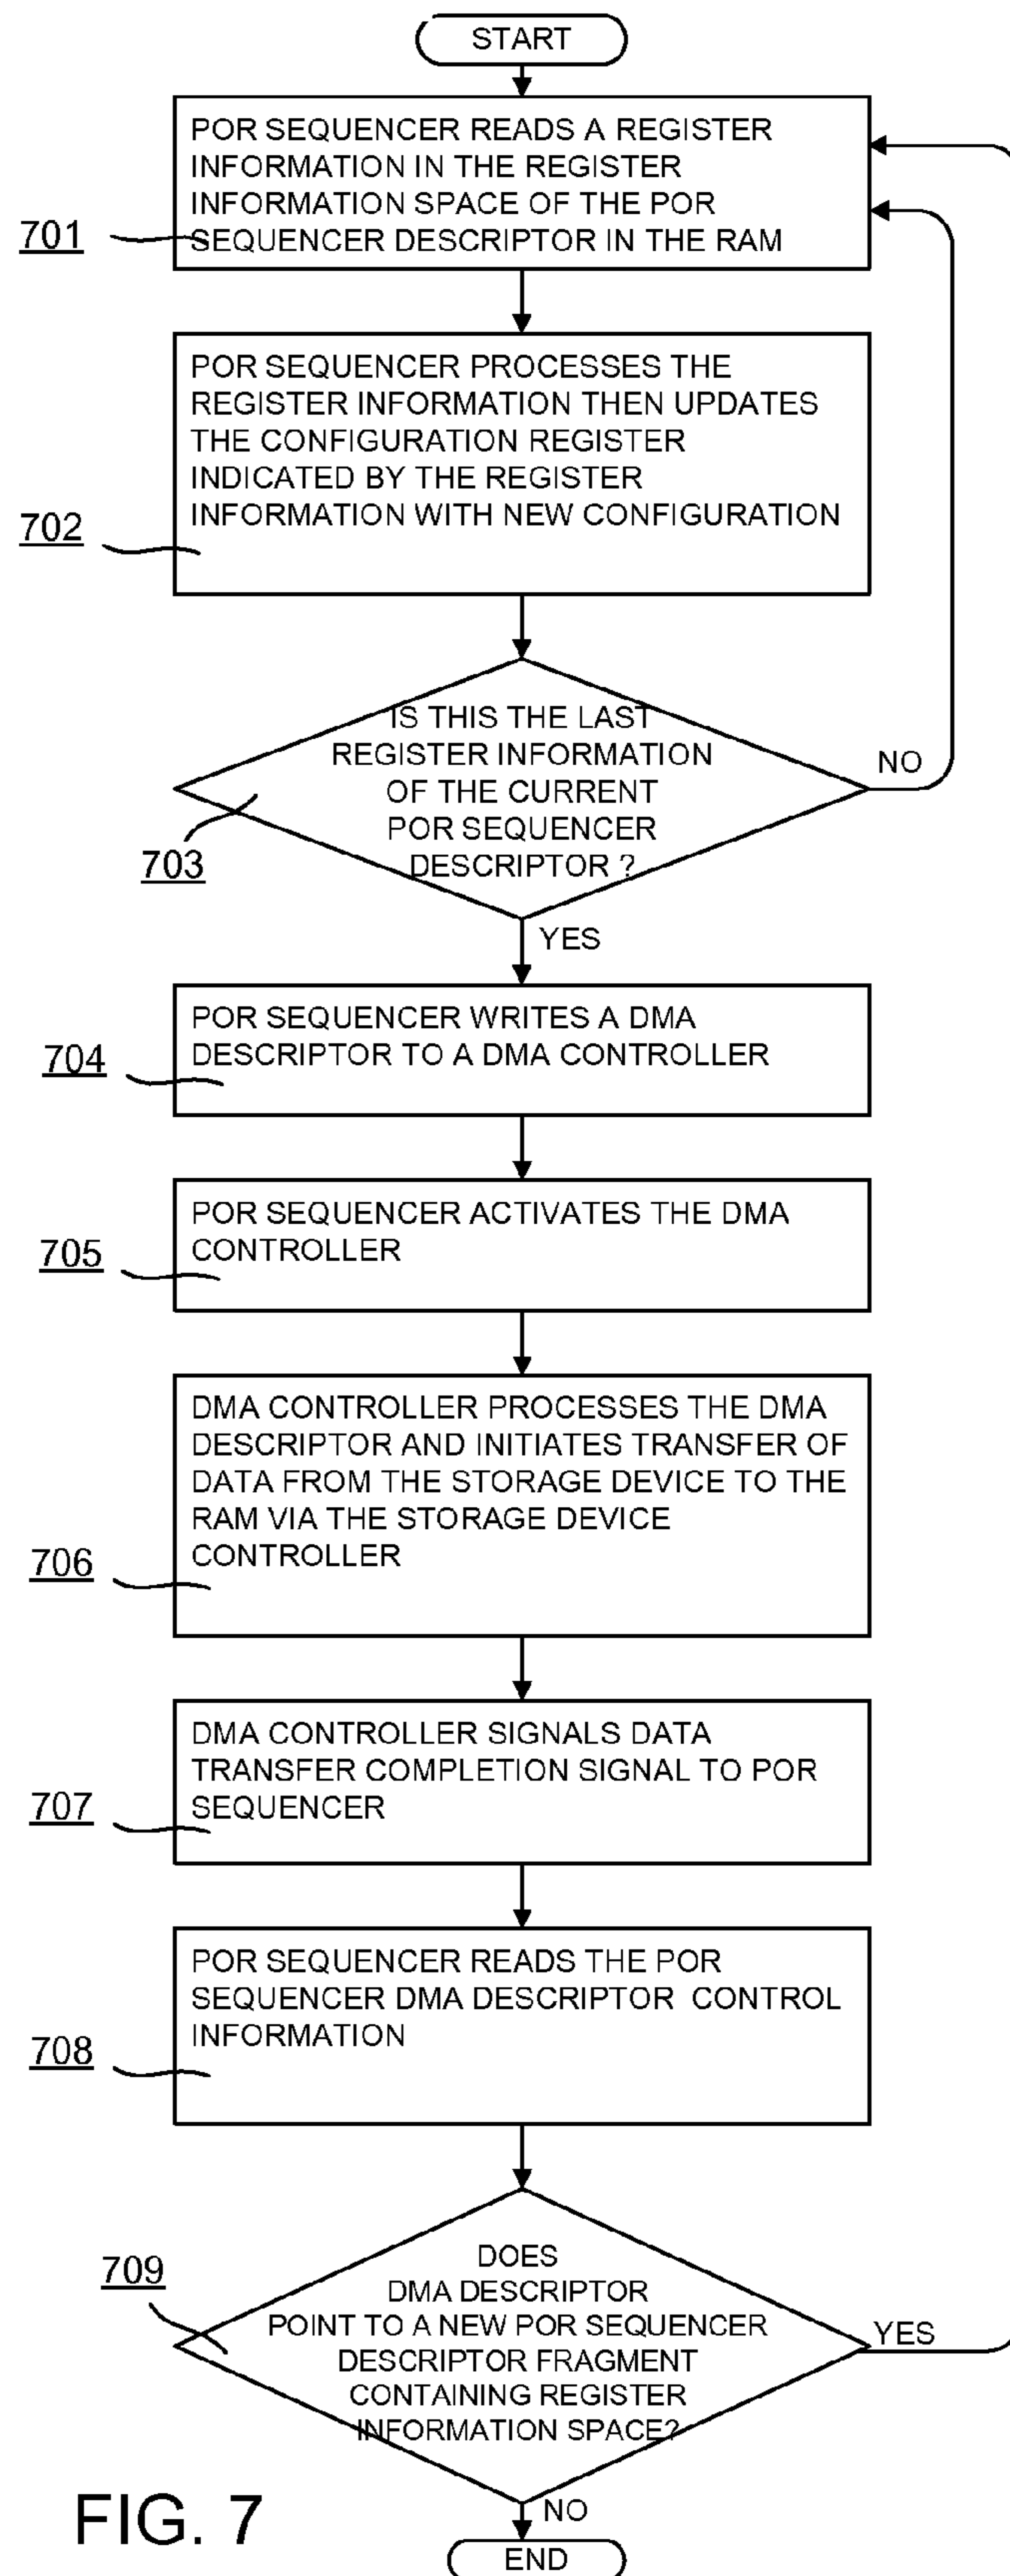 START
POR SEQUENCER READS A REGISTER
INFORMATION IN THE REGISTER
INFORMATION SPACE OF THE POR
SEQUENCER DESCRIPTOR IN THE RAM
701
POR SEQUENCER PROCESSES THE
REGISTER INFORMATION THEN UPDATES
THE CONFIGURATION REGISTER
INDICATED BY THE REGISTER
INFORMATION WITH NEW CONFIGURATION
702
IS THIS THE LAST
REGISTER INFORMATION
OF THE CURRENT
POR SEQUENCER
DESCRIPTOR ?
NO
703
YES
POR SEQUENCER WRITES A DMA
DESCRIPTOR TO A DMA CONTROLLER
704
POR SEQUENCER ACTIVATES THE DMA
CONTROLLER
705
DMA CONTROLLER PROCESSES THE DMA
DESCRIPTOR AND INITIATES TRANSFER OF
DATA FROM THE STORAGE DEVICE TO THE
RAM VIA THE STORAGE DEVICE
CONTROLLER
706
DMA CONTROLLER SIGNALS DATA
TRANSFER COMPLETION SIGNAL TO POR
SEQUENCER
707
POR SEQUENCER READS THE POR
SEQUENCER DMA DESCRIPTOR CONTROL
INFORMATION
708
709
DOES
DMA DESCRIPTOR
POINT TO A NEW POR SEQUENCER
DESCRIPTOR FRAGMENT
CONTAINING REGISTER
INFORMATION SPACE?
YES
NO
END
FIG. 7